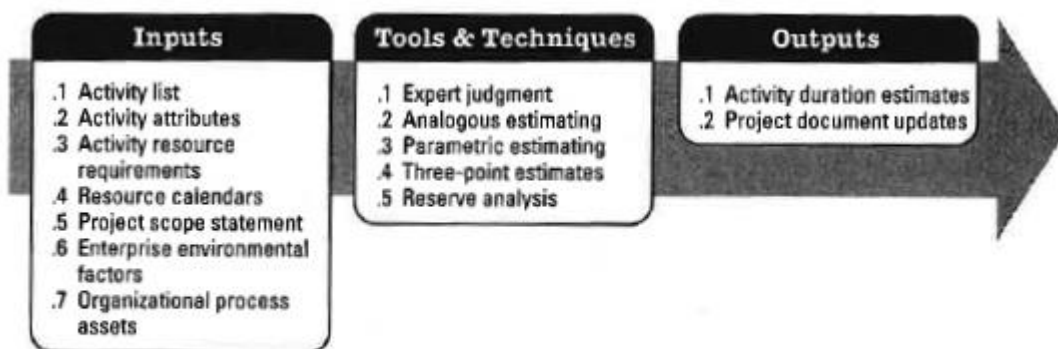 Inputs
.1 Activity list
.2 Activity attributes
.3 Activity resource
requirements
.4 Resource calendars
.5 Project scope statement
.6 Enterprise environmental
factors
.7 Organizational process
assets
Tools & Techniques
.1 Expert judgment
.2 Analogous estimating
.3 Parametric estimating
.4 Three-point estimates
.5 Reserve analysis
Outputs
.1 Activity duration estimates
.2 Project document updates